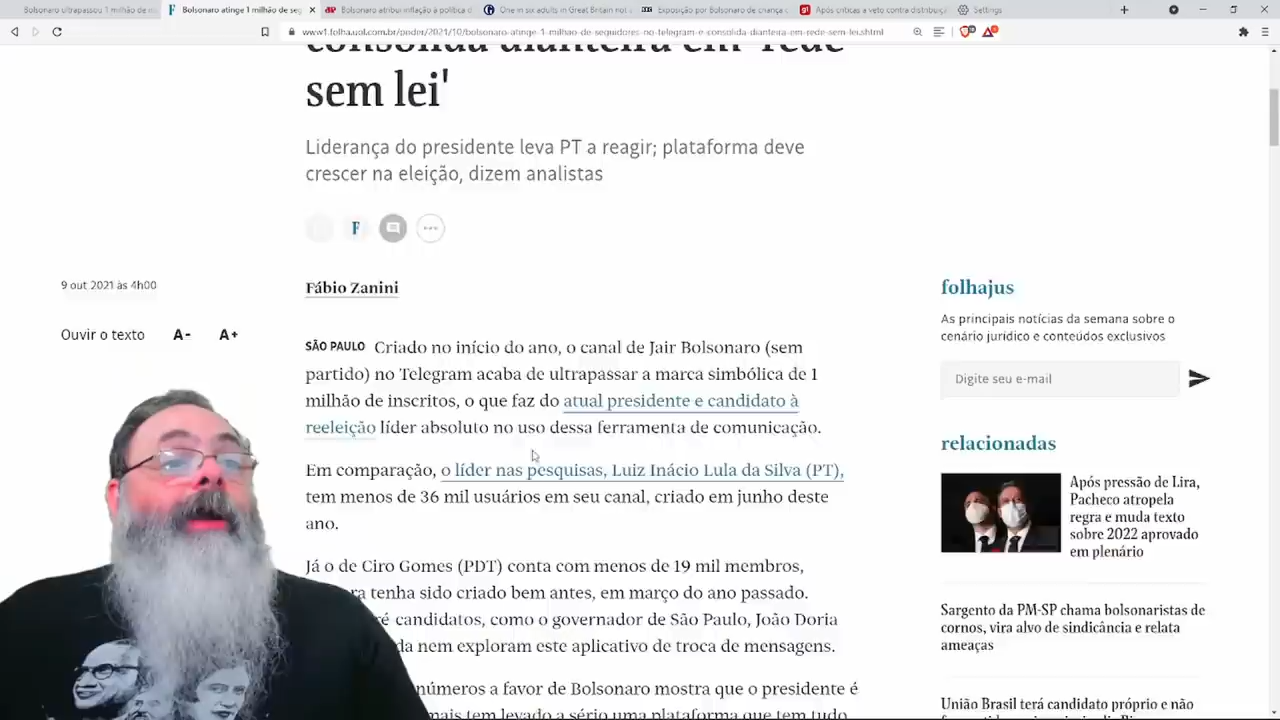 Bolsonaro ultrapassou 1 milhão de
Bolsonaro atinge 1 milhão de seg
Bolsonaro atribui inflação à política d
One in six adults in Great Britain not
Exposição por Bolsonaro de criança
Após críticas a veto contra distribuiç
Settings
www1.folha.uol.com.br/poder/2021/10/bolsonaro-atinge-1-milhao-de-seguidores-no-telegram-e-consolida-dianteira-em-rede-sem-lei.shtml
consolida dianteira em 'rede
sem lei'
Liderança do presidente leva PT a reagir; plataforma deve
crescer na eleição, dizem analistas
F
9 out 2021 às 4h00
Ouvir o texto A- A+
Fábio Zanini
SÃO PAULO Criado no início do ano, o canal de Jair Bolsonaro (sem
partido) no Telegram acaba de ultrapassar a marca simbólica de 1
milhão de inscritos, o que faz do atual presidente e candidato à
reeleição líder absoluto no uso dessa ferramenta de comunicação.
Em comparação, o líder nas pesquisas, Luiz Inácio Lula da Silva (PT),
tem menos de 36 mil usuários em seu canal, criado em junho deste
ano.
Já o de Ciro Gomes (PDT) conta com menos de 19 mil membros,
ra tenha sido criado bem antes, em março do ano passado.
ré candidatos, como o governador de São Paulo, João Doria
da nem exploram este aplicativo de troca de mensagens.
números a favor de Bolsonaro mostra que o presidente é
mais tem levado a sério uma plataforma que tem tudo
folhajus
As principais notícias da semana sobre o
cenário jurídico e conteúdos exclusivos
Digite seu e-mail
relacionadas
Após pressão de Lira,
Pacheco atropela
regra e muda texto
sobre 2022 aprovado
em plenário
Sargento da PM-SP chama bolsonaristas de
cornos, vira alvo de sindicância e relata
ameaças
União Brasil terá candidato próprio e não